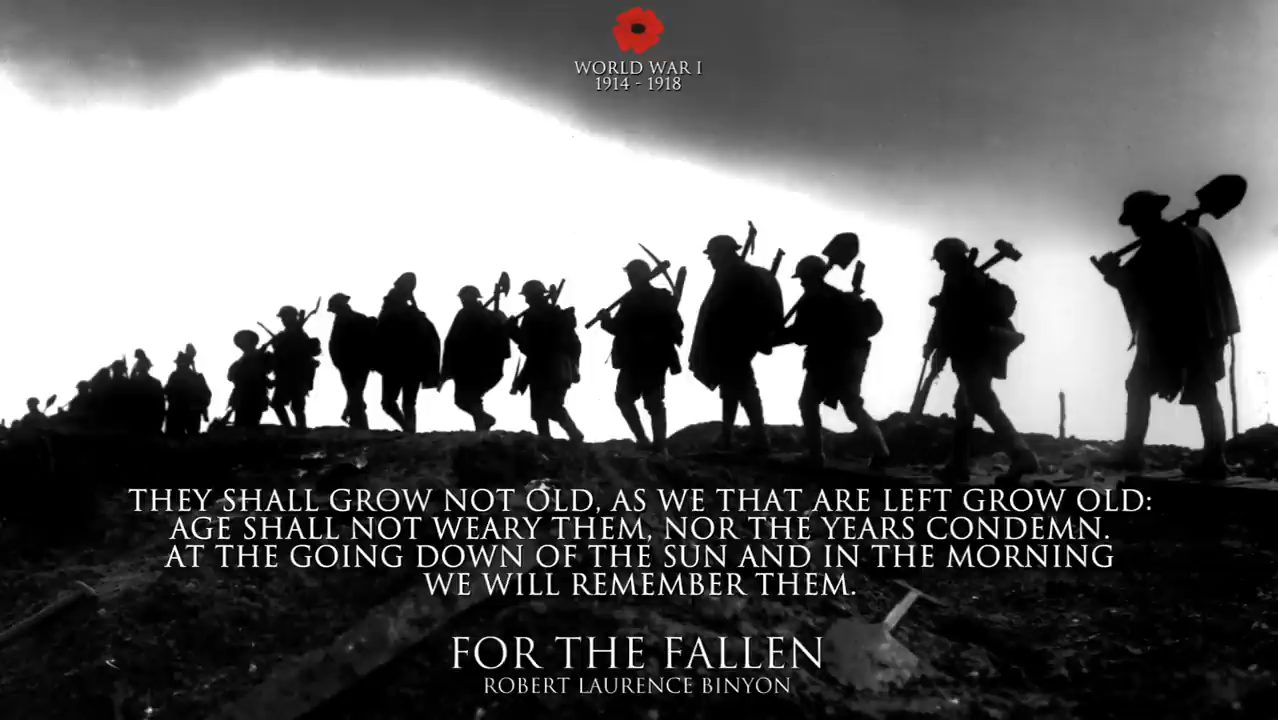 WORLD WAR I
1914 - 1918
THEY SHALL GROW NOT OLD, AS WE THAT ARE LEFT GROW OLD:
AGE SHALL NOT WEARY THEM, NOR THE YEARS CONDEMN.
AT THE GOING DOWN OF THE SUN AND IN THE MORNING
WE WILL REMEMBER THEM.
FOR THE FALLEN
ROBERT LAURENCE BINYON